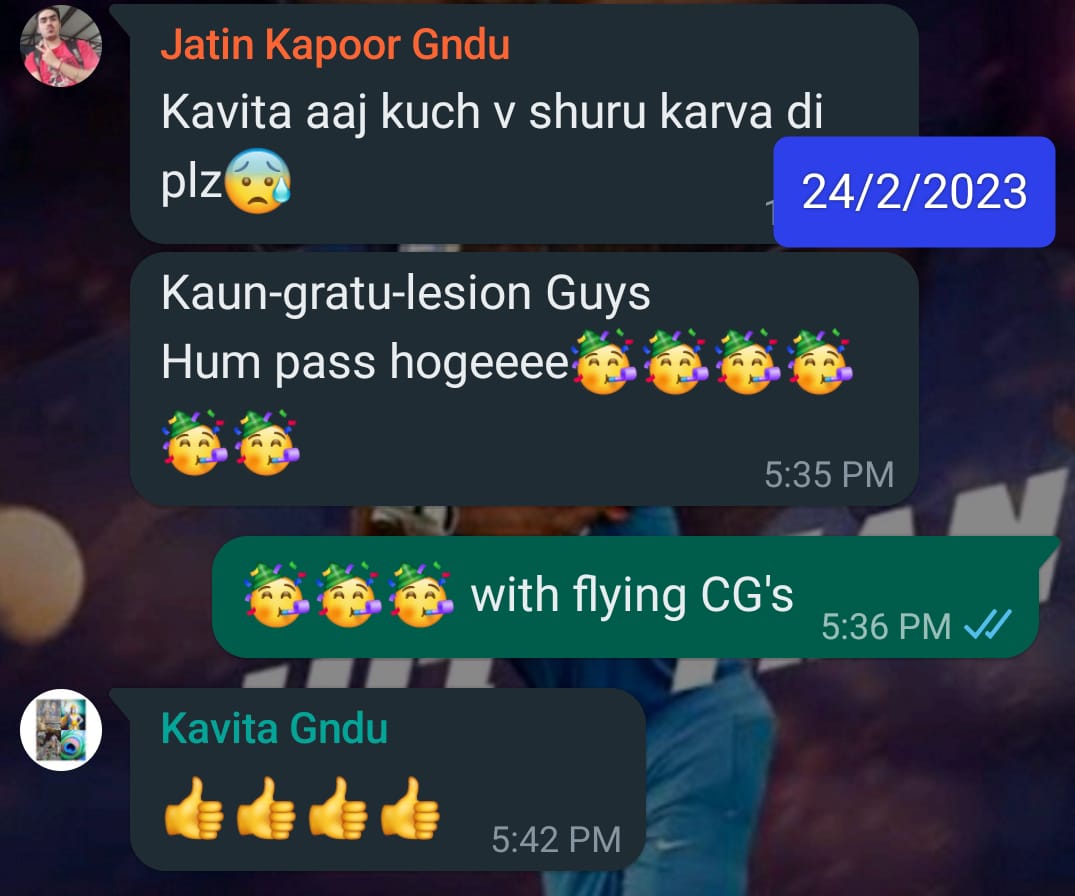 Jatin Kapoor Gndu
Kavita aaj kuch v shuru karva di
plz😰
24/2/2023
Kaun-gratu-lesion Guys
Hum pass hogeeee🥳🥳🥳🥳
🥳🥳
5:35 PM
🥳🥳🥳 with flying CG's
5:36 PM
Kavita Gndu
👍👍👍👍
5:42 PM